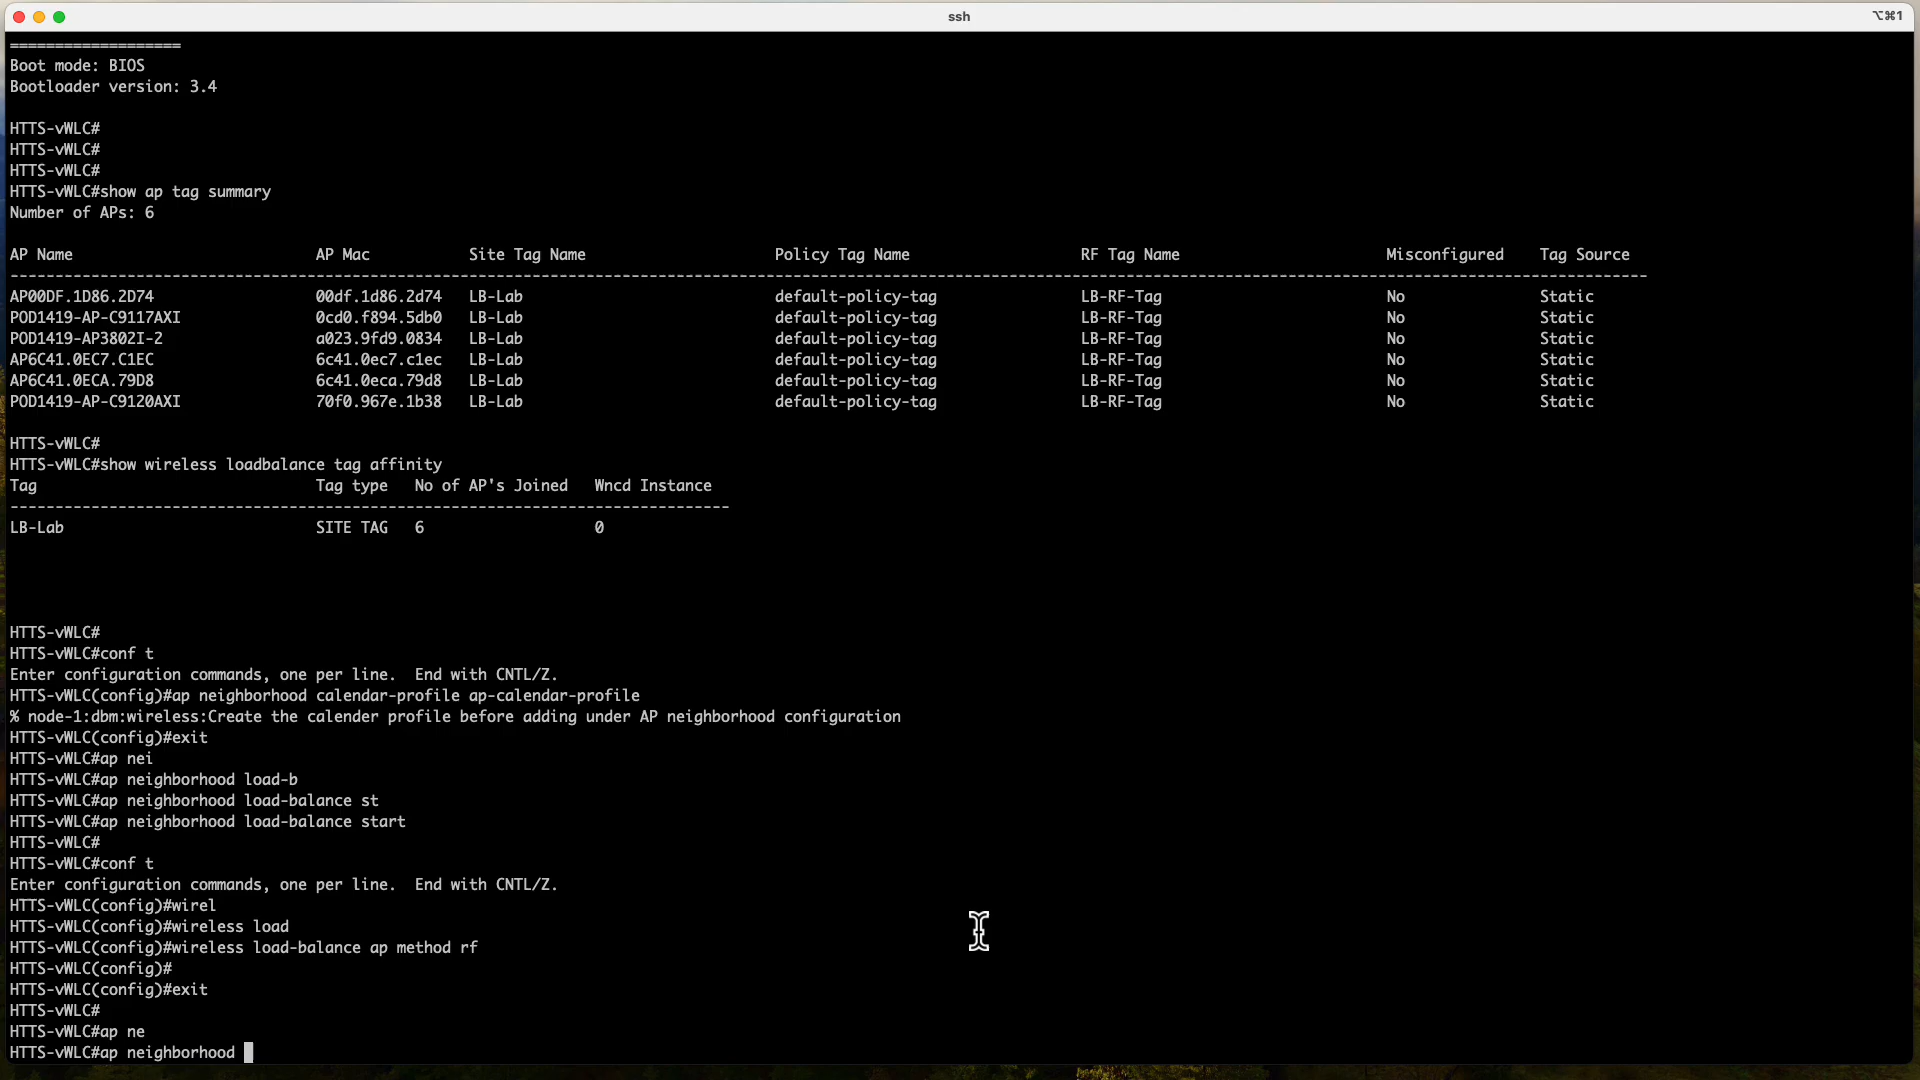 ssh
⌥⌘1
===================
Boot mode: BIOS
Bootloader version: 3.4
HTTS-vWLC#
HTTS-vWLC#
HTTS-vWLC#
HTTS-vWLC#show ap tag summary
Number of APs: 6
AP Name AP Mac Site Tag Name Policy Tag Name RF Tag Name Misconfigured Tag Source
AP00DF.1D86.2D74 00df.1d86.2d74 LB-Lab default-policy-tag LB-RF-Tag No Static
POD1419-AP-C9117AXI 0cd0.f894.5db0 LB-Lab default-policy-tag LB-RF-Tag No Static
POD1419-AP3802I-2 a023.9fd9.0834 LB-Lab default-policy-tag LB-RF-Tag No Static
AP6C41.0EC7.C1EC 6c41.0ec7.c1ec LB-Lab default-policy-tag LB-RF-Tag No Static
AP6C41.0ECA.79D8 6c41.0eca.79d8 LB-Lab default-policy-tag LB-RF-Tag No Static
POD1419-AP-C9120AXI 70f0.967e.1b38 LB-Lab default-policy-tag LB-RF-Tag No Static
HTTS-vWLC#
HTTS-vWLC#show wireless loadbalance tag affinity
Tag Tag type No of AP's Joined Wncd Instance
LB-Lab SITE TAG 6 0
HTTS-vWLC#
HTTS-vWLC#conf t
Enter configuration commands, one per line. End with CNTL/Z.
HTTS-vWLC(config)#ap neighborhood calendar-profile ap-calendar-profile
% node-1:dbm:wireless:Create the calender profile before adding under AP neighborhood configuration
HTTS-vWLC(config)#exit
HTTS-vWLC#ap nei
HTTS-vWLC#ap neighborhood load-b
HTTS-vWLC#ap neighborhood load-balance st
HTTS-vWLC#ap neighborhood load-balance start
HTTS-vWLC#
HTTS-vWLC#conf t
Enter configuration commands, one per line. End with CNTL/Z.
HTTS-vWLC(config)#wirel
HTTS-vWLC(config)#wireless load
HTTS-vWLC(config)#wireless load-balance ap method rf
HTTS-vWLC(config)#
HTTS-vWLC(config)#exit
HTTS-vWLC#
HTTS-vWLC#ap ne
HTTS-vWLC#ap neighborhood